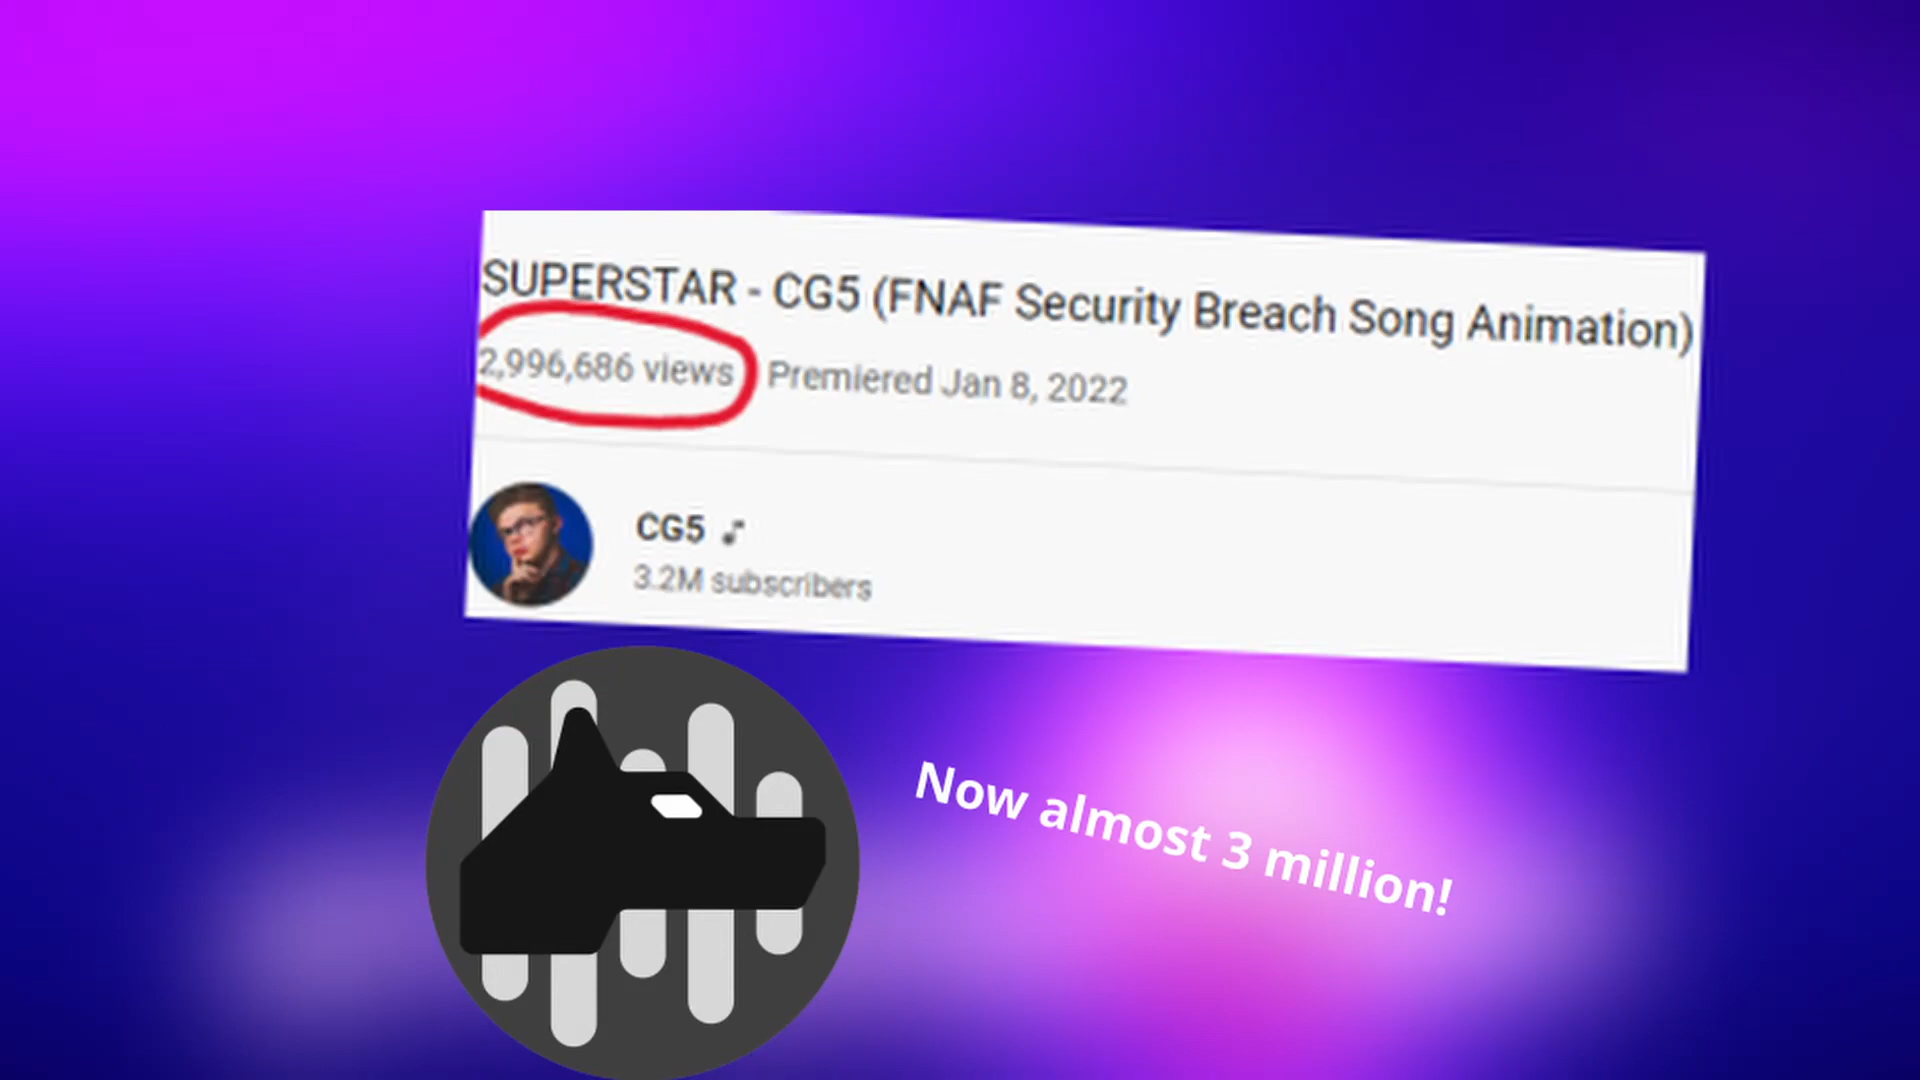 SUPERSTAR - CG5 (FNAF Security Breach Song Animation)
2,996,686 views Premiered Jan 8, 2022
CG5
3.2M subscribers
Now almost 3 million!